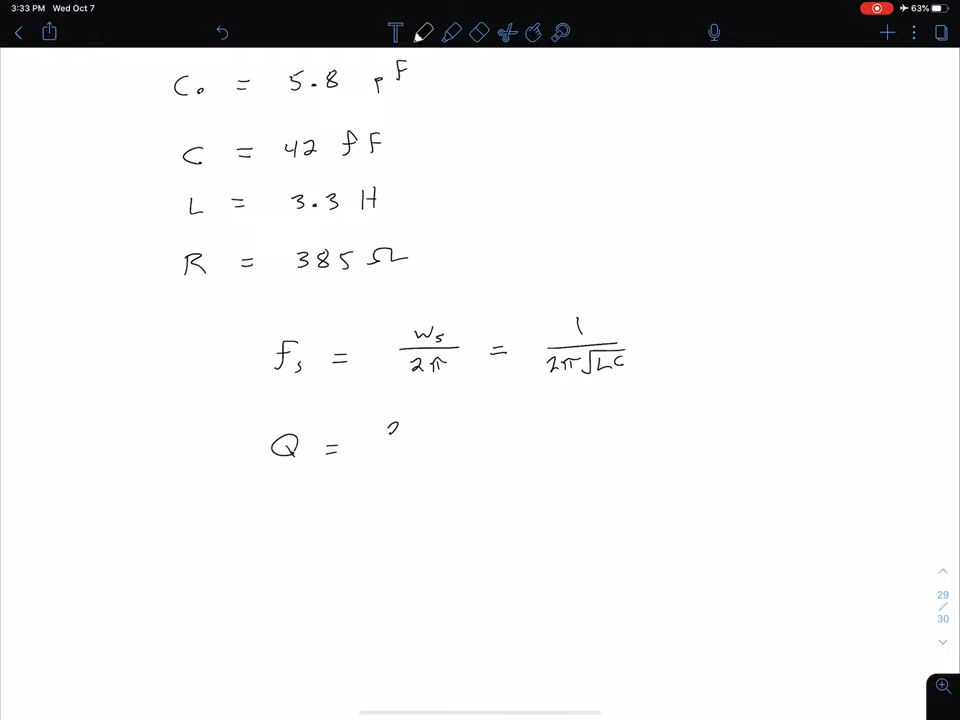 3:33 PM Wed Oct 7
63%
C₀ = 5.8 pF
C = 42 fF
L = 3.3 H
R = 385 Ω
fₛ = wₛ/2π = 1/2π√LC
Q =
29
/
30